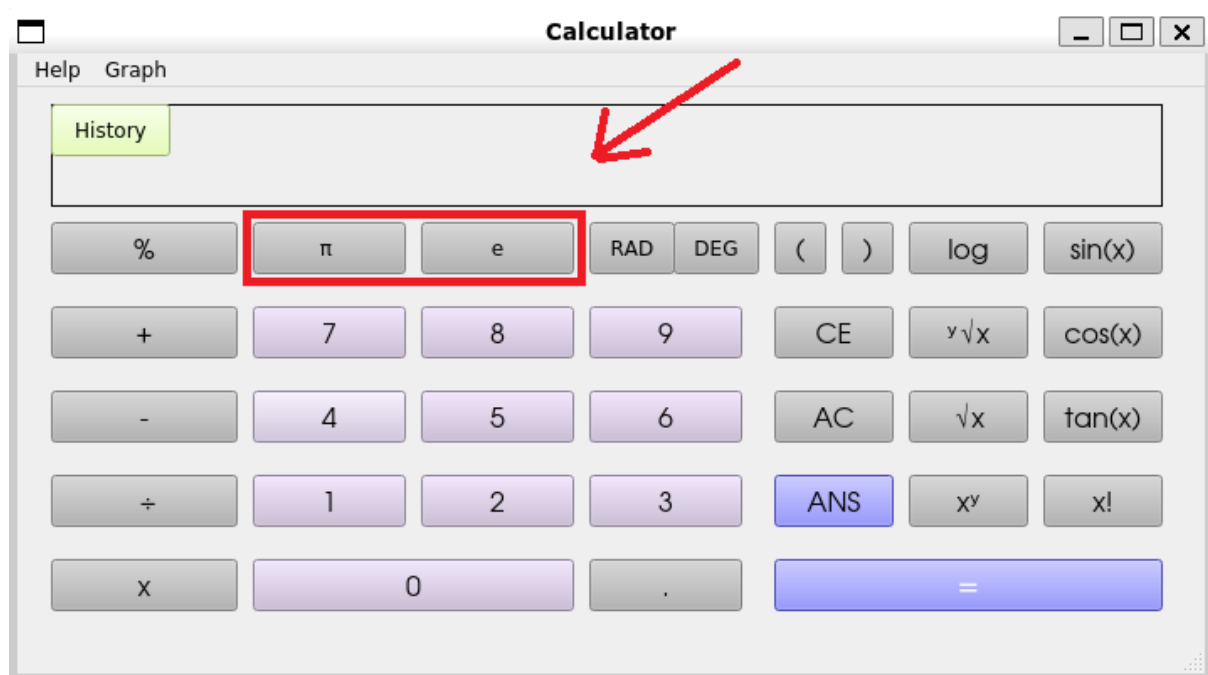 Calculator
Help Graph
History
% π e RAD DEG ( ) log sin(x)
+ 7 8 9 CE ʸ√x cos(x)
- 4 5 6 AC √x tan(x)
÷ 1 2 3 ANS xʸ x!
x 0 . =